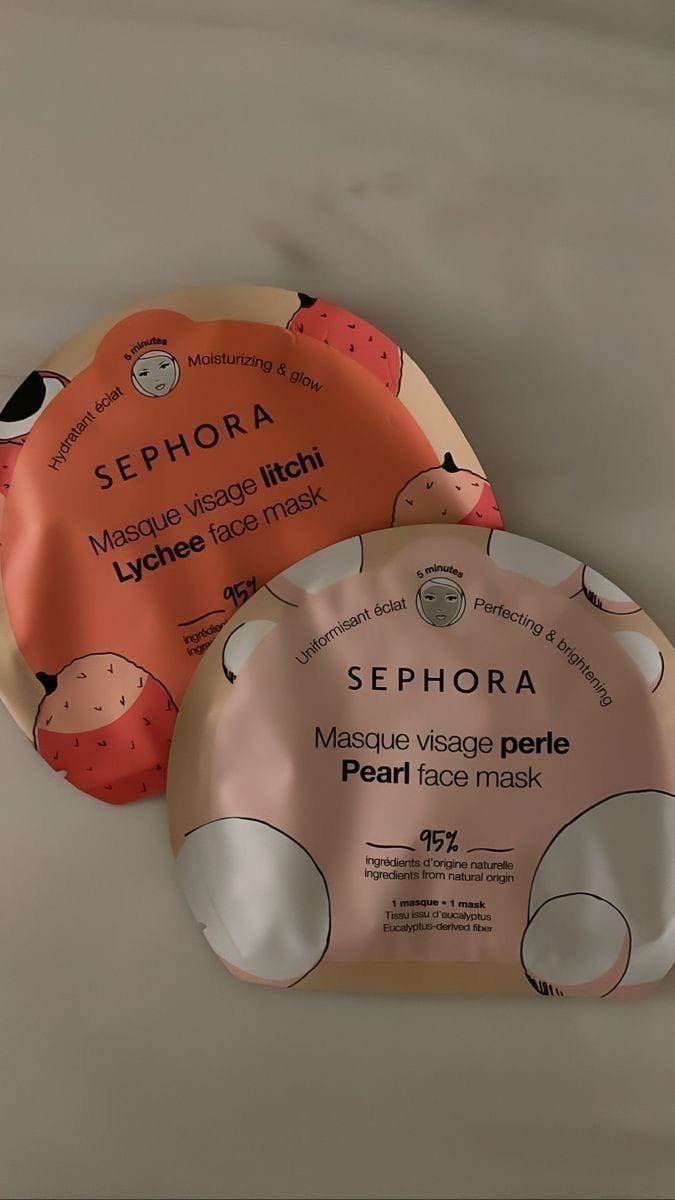 5 minutes
Hydratant éclat
Moisturizing & glow
SEPHORA
Masque visage litchi
Lychee face mask
95%
5 minutes
Uniformisant éclat
Perfecting & brightening
SEPHORA
Masque visage perle
Pearl face mask
95%
ingrédients d'origine naturelle
ingredients from natural origin
1 masque • 1 mask
Tissu issu d'eucalyptus
Eucalyptus-derived fiber